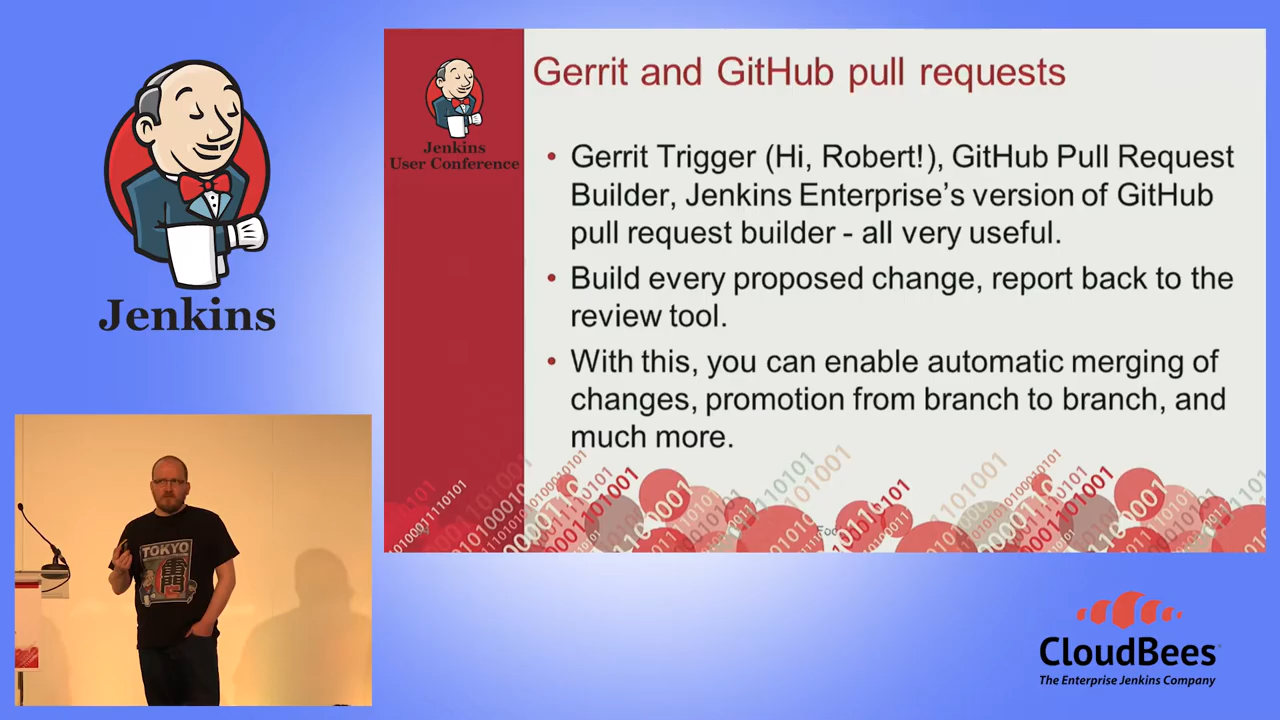 Jenkins
Jenkins
User Conference
Gerrit and GitHub pull requests
• Gerrit Trigger (Hi, Robert!), GitHub Pull Request
Builder, Jenkins Enterprise’s version of GitHub
pull request builder - all very useful.
• Build every proposed change, report back to the
review tool.
• With this, you can enable automatic merging of
changes, promotion from branch to branch, and
much more.
TOKYO
CloudBees
The Enterprise Jenkins Company